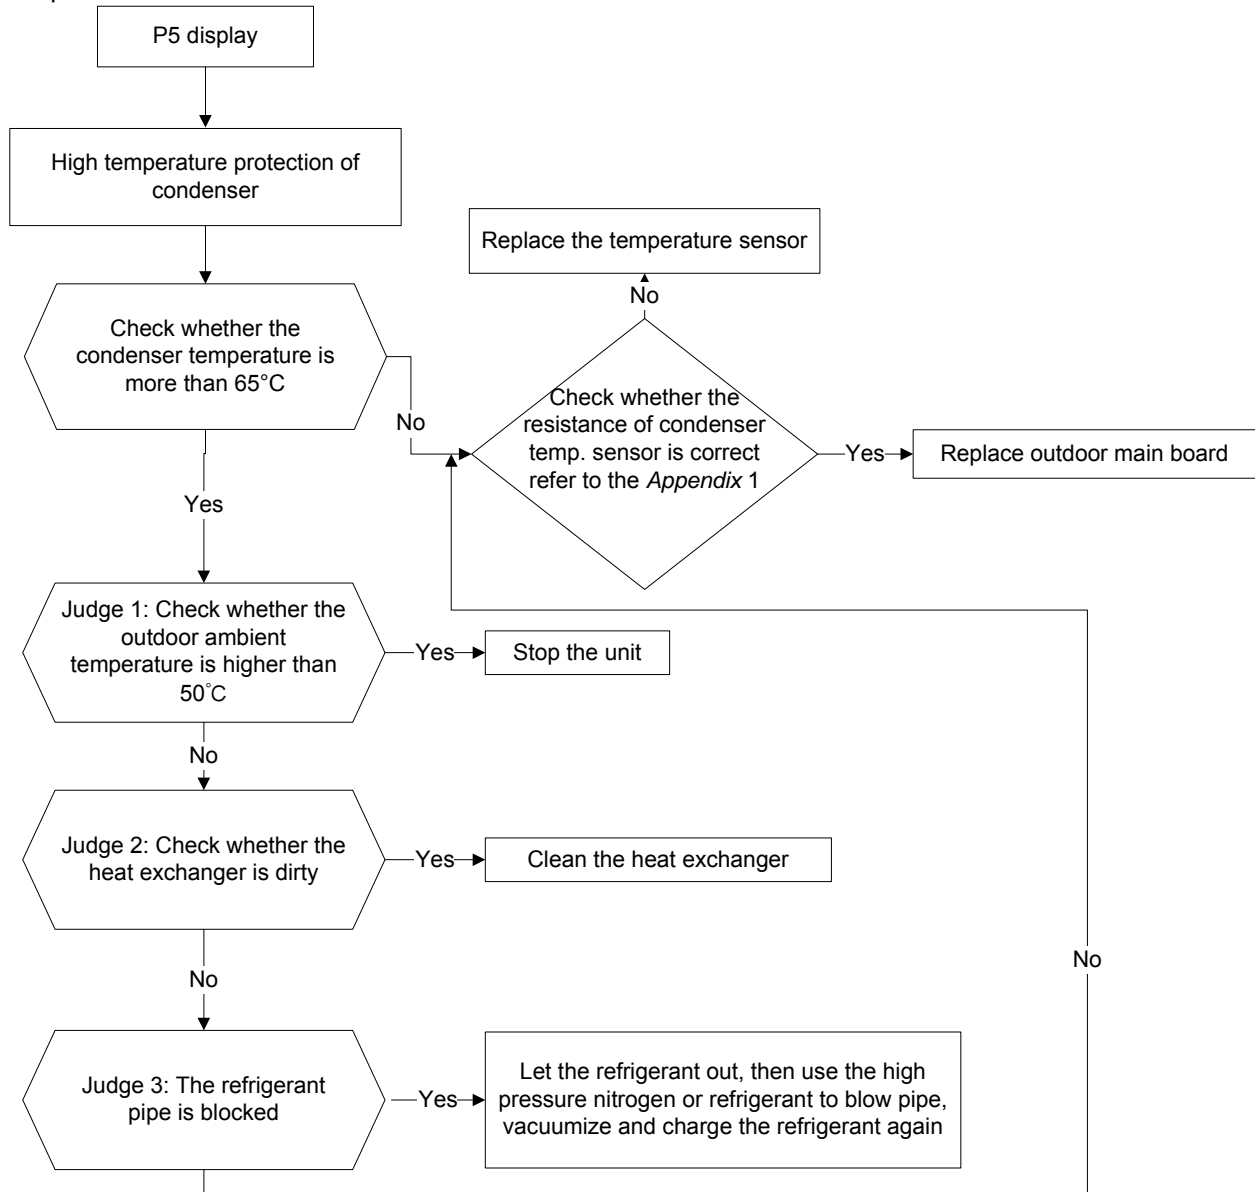 P5 display
High temperature protection of
condenser
Replace the temperature sensor
No
Check whether the
condenser temperature is
more than 65°C
No
Check whether the
resistance of condenser
temp. sensor is correct
refer to the Appendix 1
Yes
Replace outdoor main board
Yes
Judge 1: Check whether the
outdoor ambient
temperature is higher than
50°C
Yes
Stop the unit
No
Judge 2: Check whether the
heat exchanger is dirty
Yes
Clean the heat exchanger
No
No
Judge 3: The refrigerant
pipe is blocked
Yes
Let the refrigerant out, then use the high
pressure nitrogen or refrigerant to blow pipe,
vacuumize and charge the refrigerant again